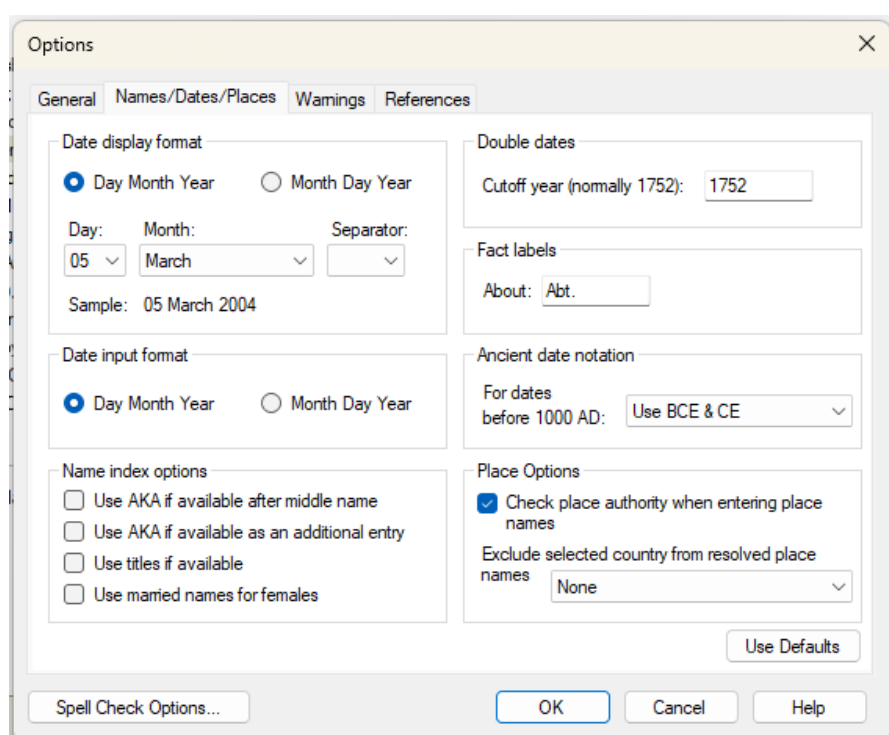 Options
General Names/Dates/Places Warnings References
Date display format
Day Month Year Month Day Year
Day: Month: Separator:
05 March
Sample: 05 March 2004
Date input format
Day Month Year Month Day Year
Name index options
Use AKA if available after middle name
Use AKA if available as an additional entry
Use titles if available
Use married names for females
Double dates
Cutoff year (normally 1752): 1752
Fact labels
About: Abt.
Ancient date notation
For dates
before 1000 AD: Use BCE & CE
Place Options
Check place authority when entering place
names
Exclude selected country from resolved place
names None
Use Defaults
Spell Check Options... OK Cancel Help